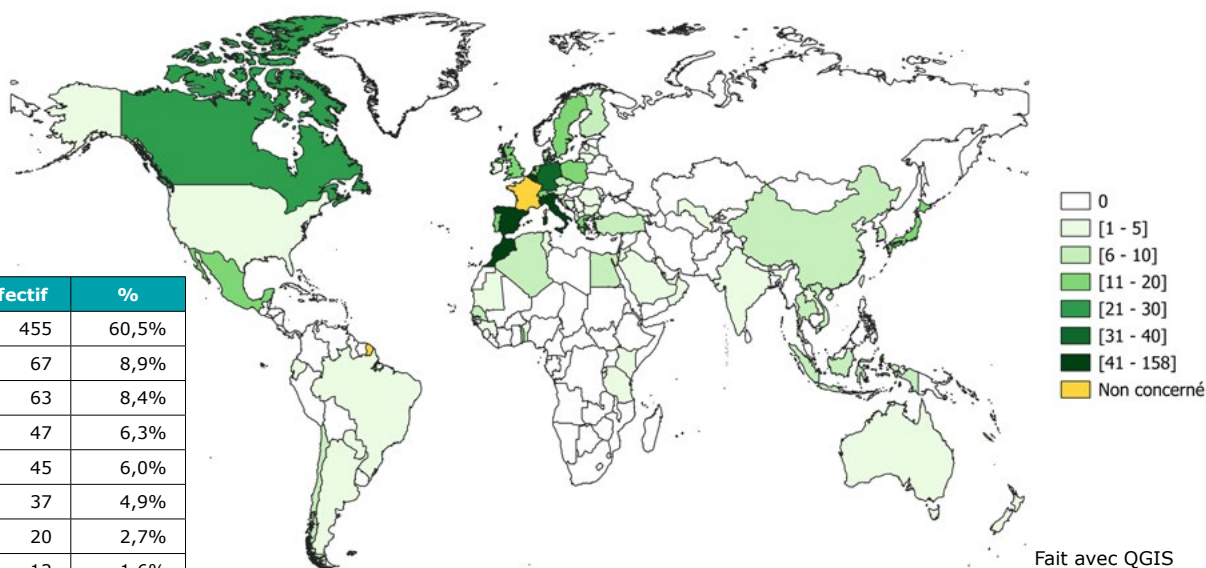 fectif %
455 60,5%
67 8,9%
63 8,4%
47 6,3%
45 6,0%
37 4,9%
20 2,7%
0
[1 - 5]
[6 - 10]
[11 - 20]
[21 - 30]
[31 - 40]
[41 - 158]
Non concerné
Fait avec QGIS